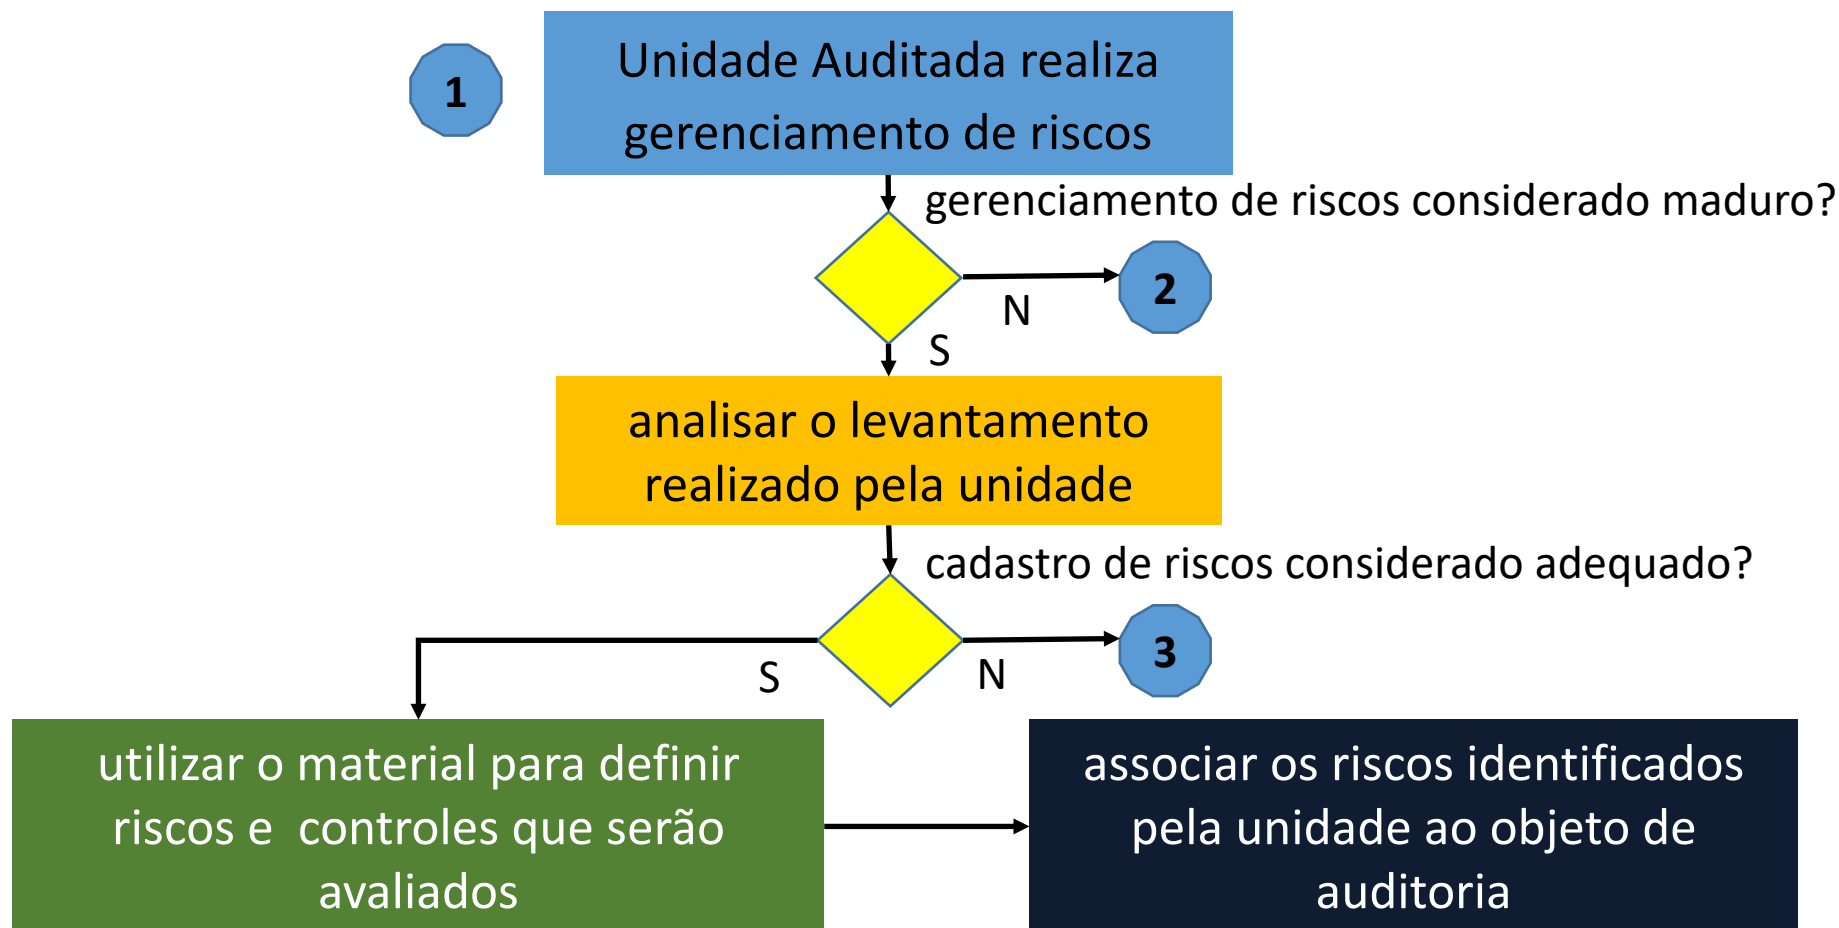 1
Unidade Auditada realiza
gerenciamento de riscos
gerenciamento de riscos considerado maduro?
2
N
S
analisar o levantamento
realizado pela unidade
cadastro de riscos considerado adequado?
3
S
N
utilizar o material para definir
riscos e  controles que serão
avaliados
associar os riscos identificados
pela unidade ao objeto de
auditoria